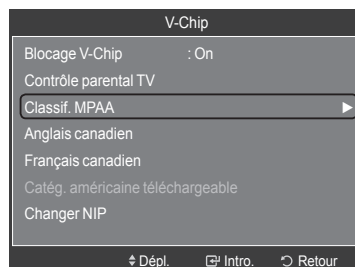 V-Chip
Blocage V-Chip : On
Contrôle parental TV
Classif. MPAA
Anglais canadien
Français canadien
Catég. américaine téléchargeable
Changer NIP
Dépl. Intro. Retour